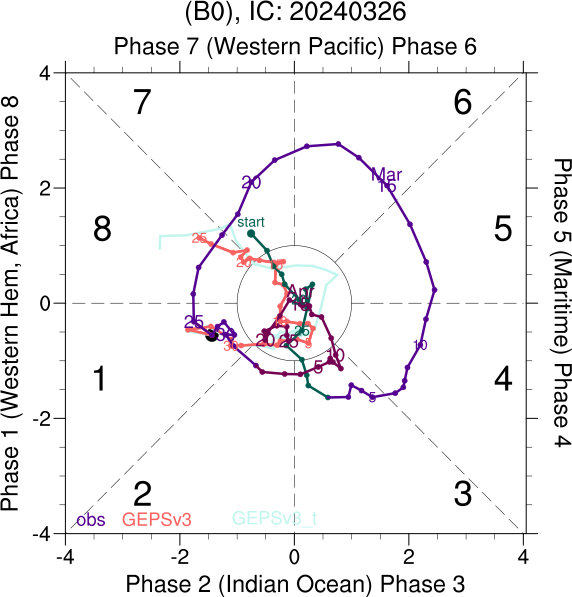 (B0), IC: 20240326
Phase 7 (Western Pacific) Phase 6
Phase 1 (Western Hem, Africa) Phase 8
Phase 5 (Maritime) Phase 4
Phase 2 (Indian Ocean) Phase 3
4
2
0
-2
-4
-4 -2 0 2 4
7 6
8 5
1 4
2 3
Mar
15
20
start
25
20
Apr
25
10
20 25
10
5
30
5
obs GEPSv3 GEPSv3_t